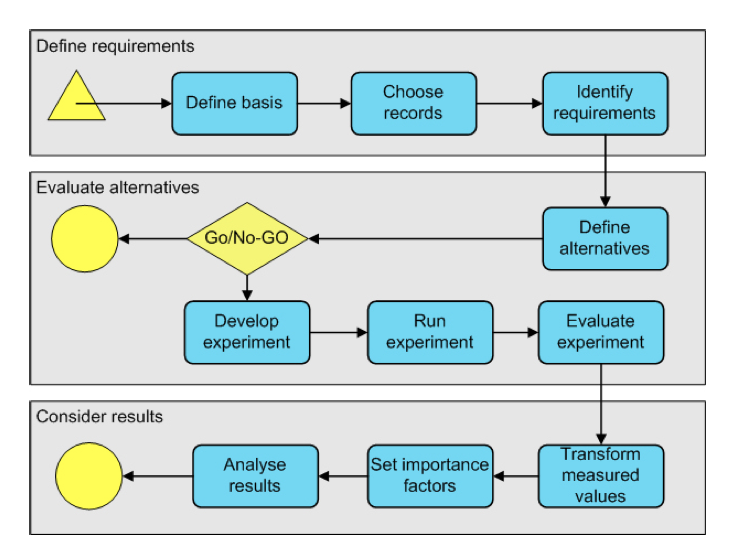 Define requirements
Define basis
Choose
records
Identify
requirements
Evaluate alternatives
Go/No-GO
Define
alternatives
Develop
experiment
Run
experiment
Evaluate
experiment
Consider results
Analyse
results
Set importance
factors
Transform
measured
values